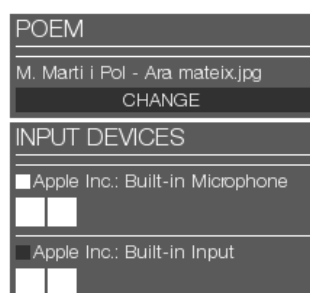 POEM
M. Marti i Pol - Ara mateix.jpg
CHANGE
INPUT DEVICES
Apple Inc.: Built-in Microphone
Apple Inc.: Built-in Input